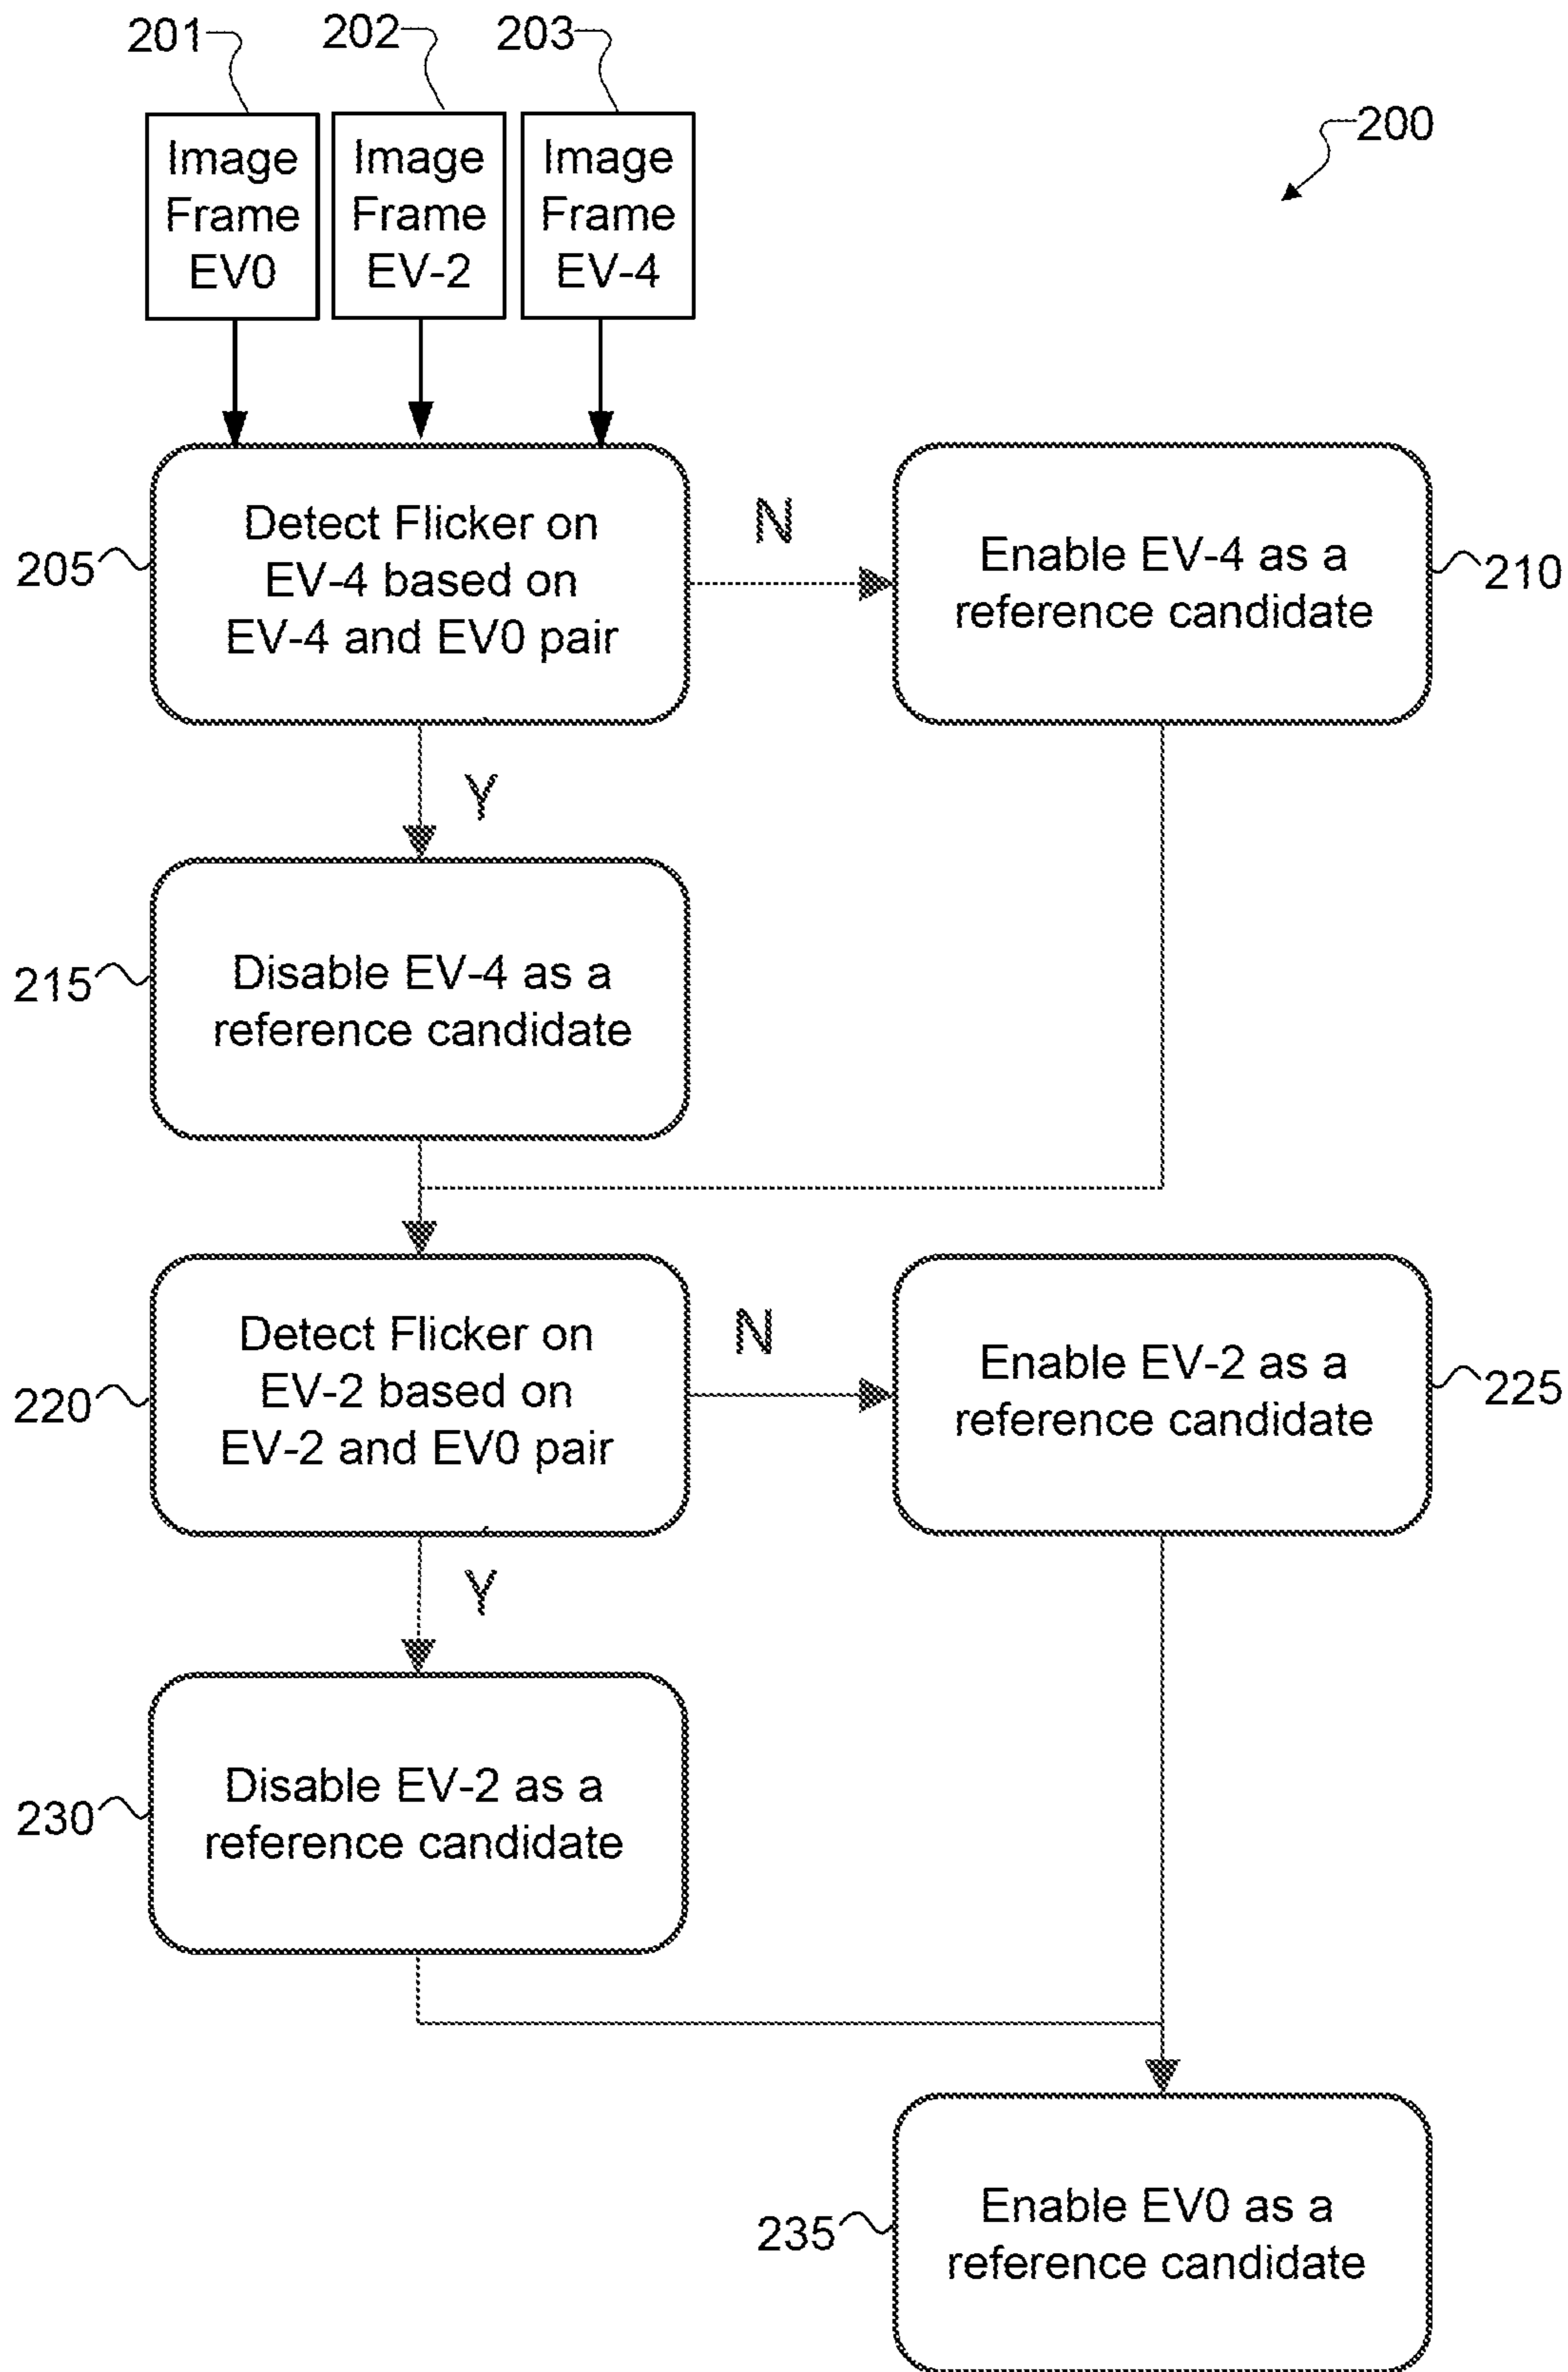 201
202
203
200
Image
Frame
EV0
Image
Frame
EV-2
Image
Frame
EV-4
Detect Flicker on
EV-4 based on
EV-4 and EV0 pair
205
N
Enable EV-4 as a
reference candidate
210
Y
Disable EV-4 as a
reference candidate
215
Detect Flicker on
EV-2 based on
EV-2 and EV0 pair
220
N
Enable EV-2 as a
reference candidate
225
Y
Disable EV-2 as a
reference candidate
230
Enable EV0 as a
reference candidate
235